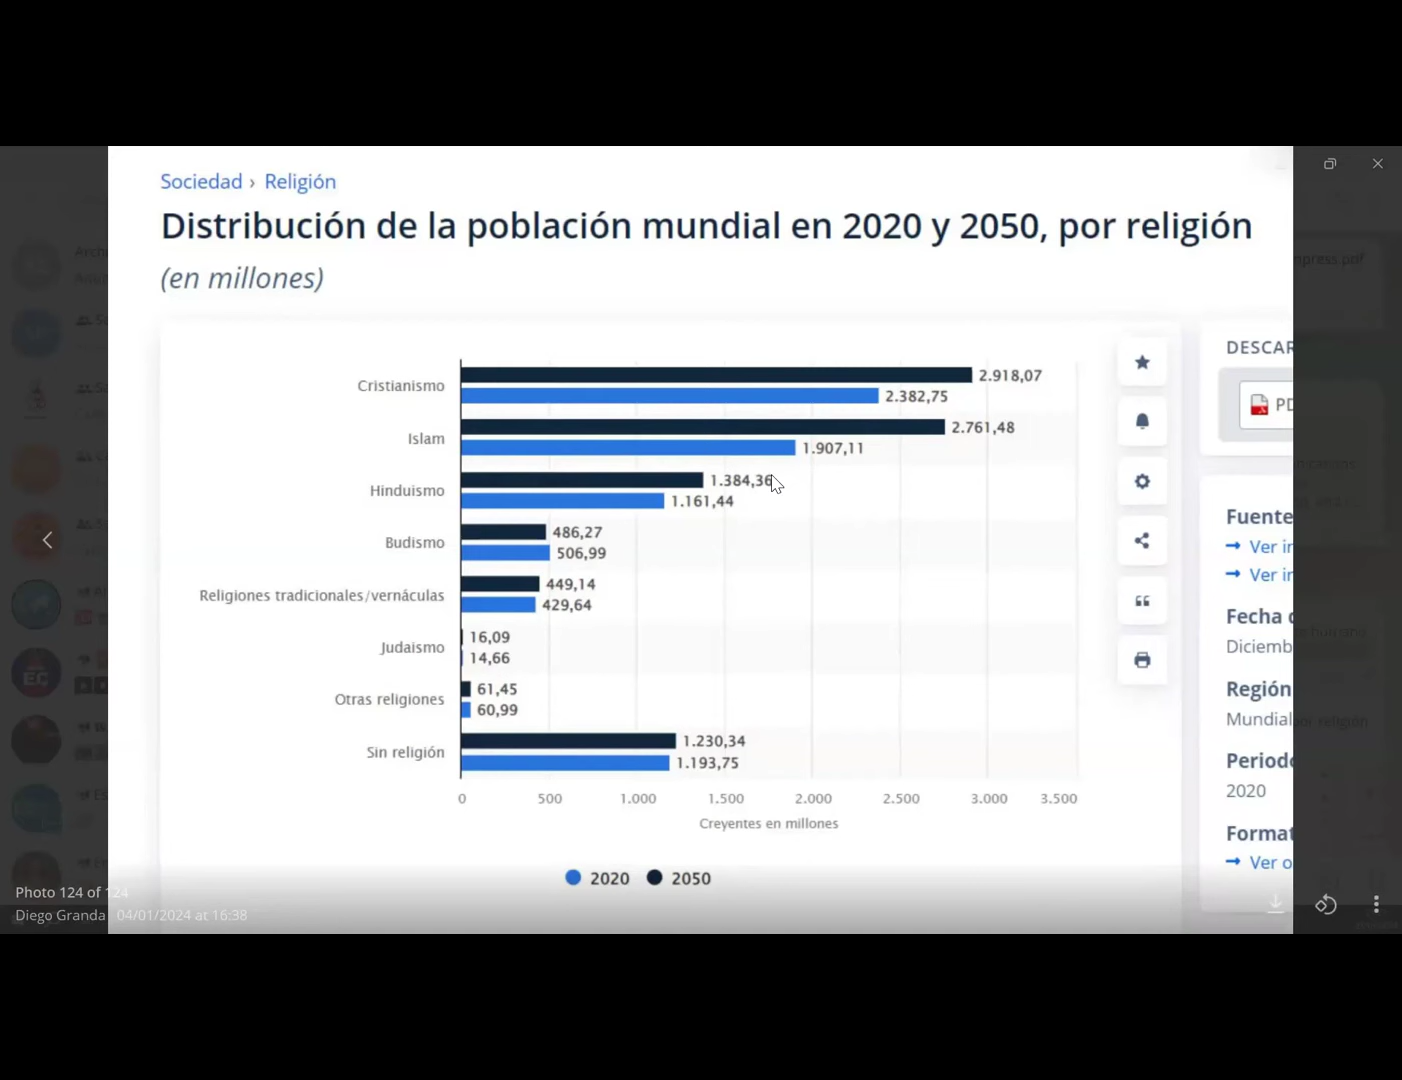 Sociedad › Religión
Distribución de la población mundial en 2020 y 2050, por religión
(en millones)
Cristianismo
2.918,07
2.382,75
Islam
2.761,48
1.907,11
Hinduismo
1.384,36
1.161,44
Budismo
486,27
506,99
Religiones tradicionales/vernáculas
449,14
429,64
Judaismo
16,09
14,66
Otras religiones
61,45
60,99
Sin religión
1.230,34
1.193,75
0 500 1.000 1.500 2.000 2.500 3.000 3.500
Creyentes en millones
2020 2050
DESCAR
PD
Fuente
Ver in
Ver in
Fecha d
Diciemb
Región
Mundial
Periodo
2020
Format
Ver o
Photo 124 of 124
Diego Granda 04/01/2024 at 16:38